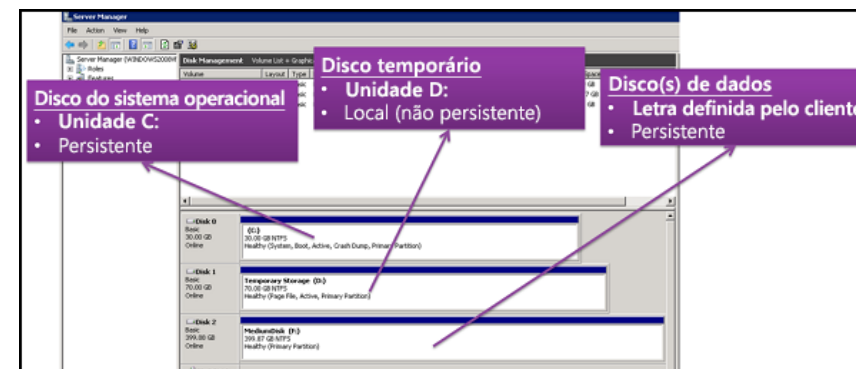 Server Manager
File Action View Help
Server Manager (WINDOWS2008
Disk Management Volume List + Graphic
Roles
Features
Volume Layout Type
Disco do sistema operacional
• Unidade C:
• Persistente
Disco temporário
• Unidade D:
• Local (não persistente)
Disco(s) de dados
• Letra definida pelo cliente
• Persistente
Disk 0
Basic
30.00 GB
Online
(C:)
30.00 GB NTFS
Healthy (System, Boot, Active, Crash Dump, Primary Partition)
Disk 1
Basic
70.00 GB
Online
Temporary Storage (D:)
70.00 GB NTFS
Healthy (Page File, Active, Primary Partition)
Disk 2
Basic
399.88 GB
Online
MediumDisk (F:)
399.87 GB NTFS
Healthy (Primary Partition)